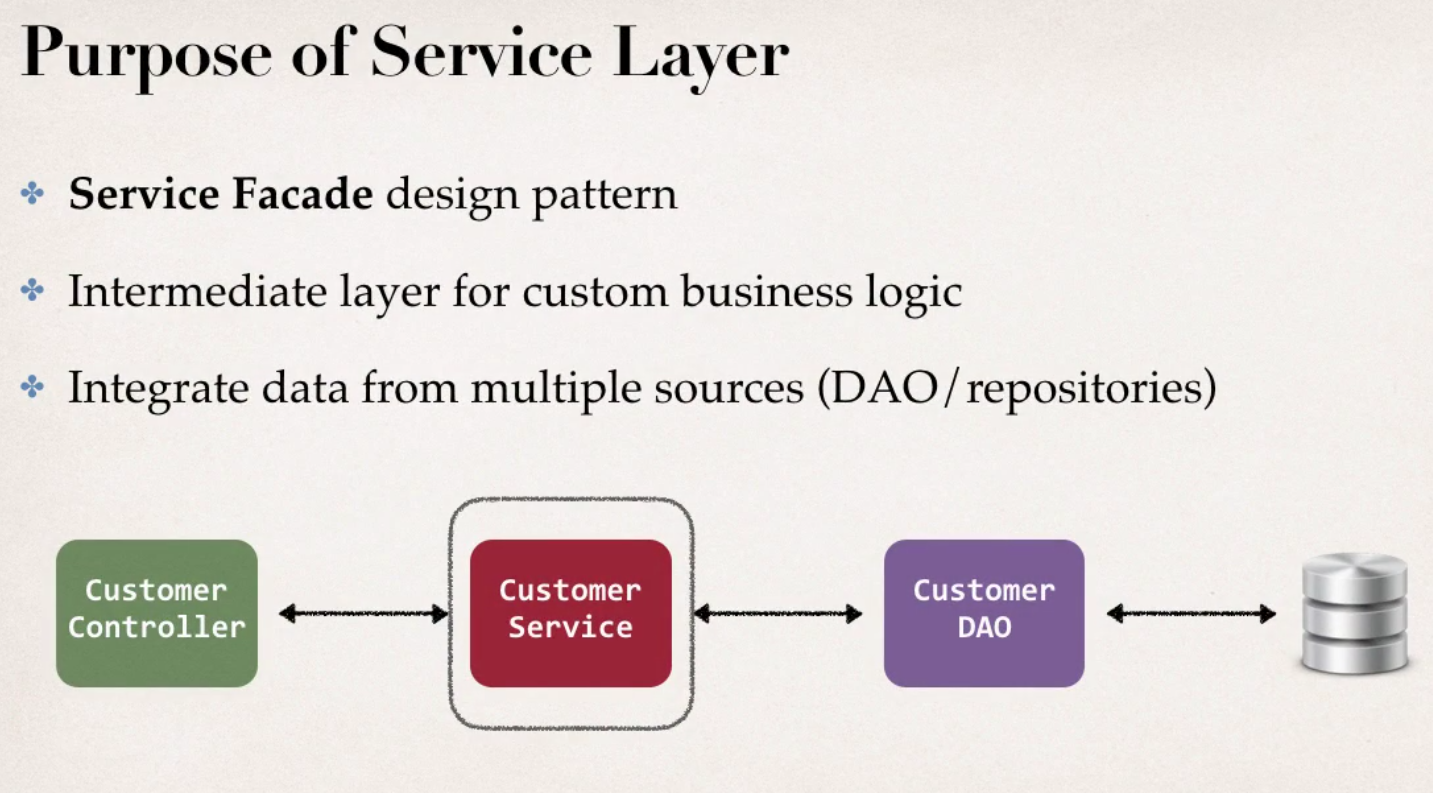 Purpose of Service Layer
Service Facade design pattern
Intermediate layer for custom business logic
Integrate data from multiple sources (DAO/repositories)
Customer
Controller
Customer
Service
Customer
DAO